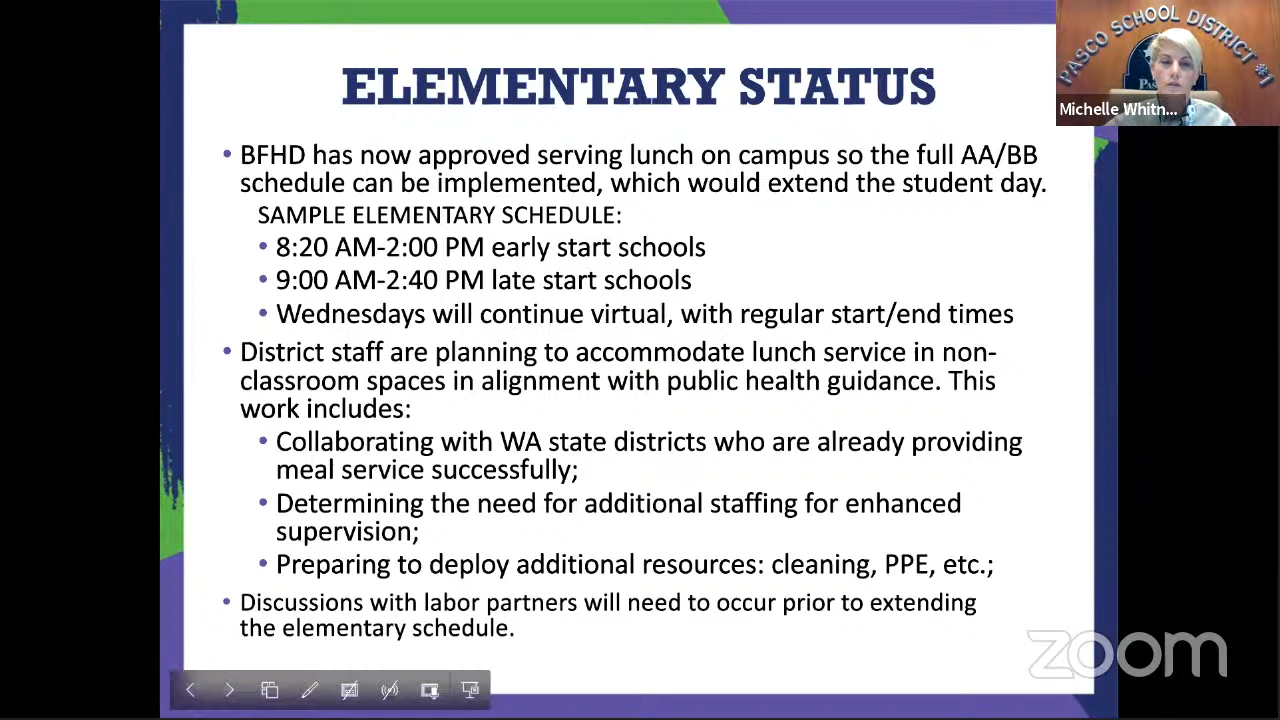 ELEMENTARY STATUS
• BFHD has now approved serving lunch on campus so the full AA/BB
schedule can be implemented, which would extend the student day.
SAMPLE ELEMENTARY SCHEDULE:
• 8:20 AM-2:00 PM early start schools
• 9:00 AM-2:40 PM late start schools
• Wednesdays will continue virtual, with regular start/end times
• District staff are planning to accommodate lunch service in non-
classroom spaces in alignment with public health guidance. This
work includes:
• Collaborating with WA state districts who are already providing
meal service successfully;
• Determining the need for additional staffing for enhanced
supervision;
• Preparing to deploy additional resources: cleaning, PPE, etc.;
• Discussions with labor partners will need to occur prior to extending
the elementary schedule.
PASCO SCHOOL DISTRICT #1
Michelle Whitn...
zoom